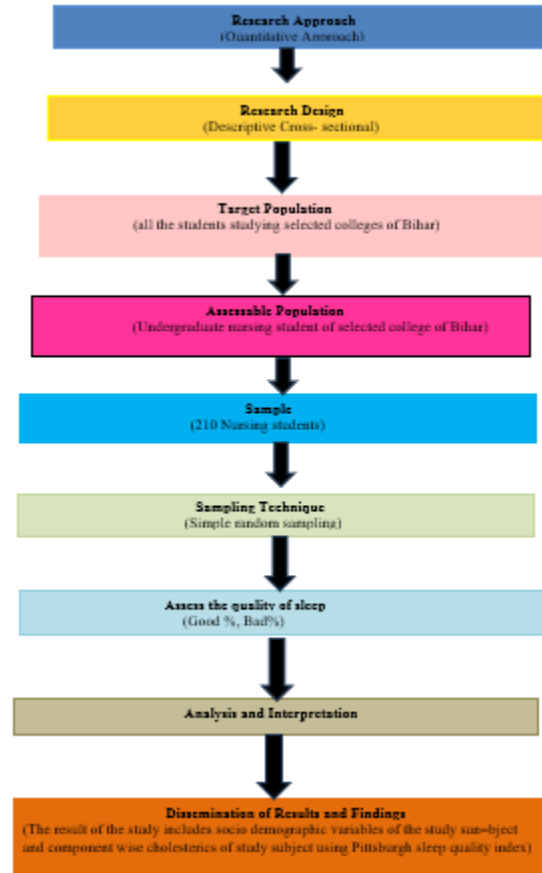 Research Approach
(Quantitative Approach)
Research Design
(Descriptive Cross- sectional)
Target Population
(all the students studying selected colleges of Bihar)
Assessable Population
(Undergraduate nursing student of selected college of Bihar)
Sample
(210 Nursing students)
Sampling Technique
(Simple random sampling)
Assess the quality of sleep
(Good %, Bad%)
Analysis and Interpretation
Dissemination of Results and Findings
(The result of the study includes socio demographic variables of the study sun=bject
and component wise cholesterics of study subject using Pittsburgh sleep quality index)